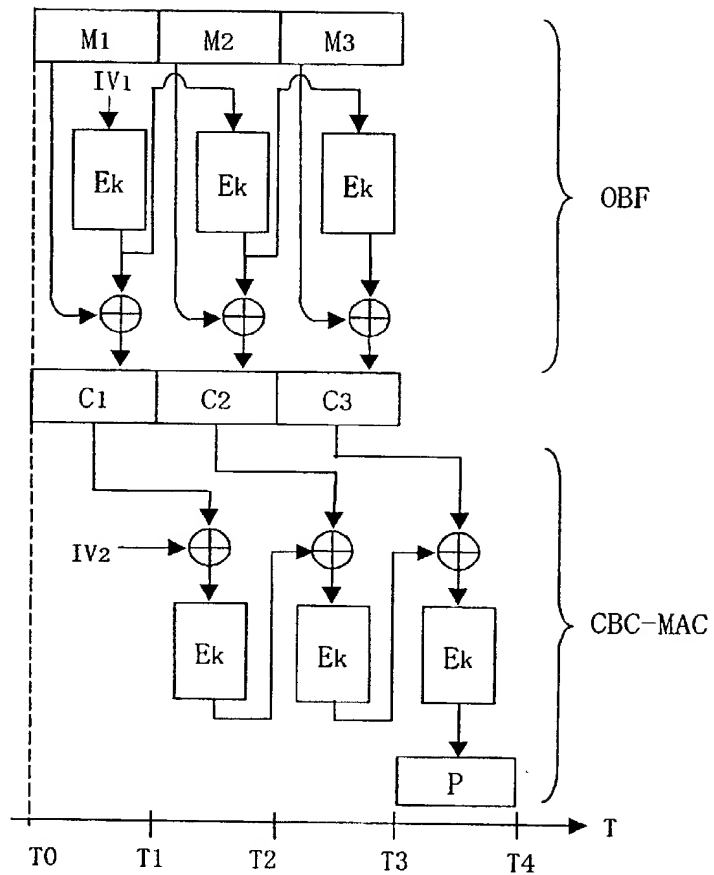 M1 M2 M3
IV1
Ek Ek Ek
OBF
C1 C2 C3
IV2
Ek Ek Ek
CBC-MAC
P
T
T0 T1 T2 T3 T4